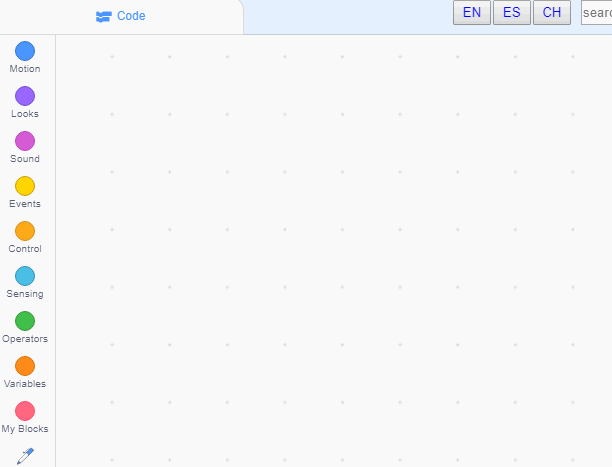 Code
EN ES CH
searc
Motion
Looks
Sound
Events
Control
Sensing
Operators
Variables
My Blocks